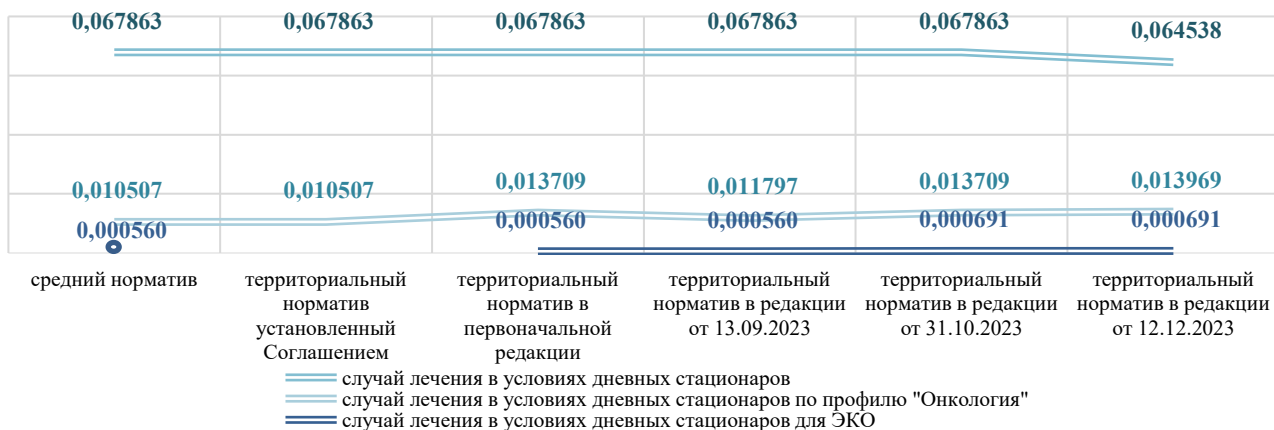 0,067863 0,067863 0,067863 0,067863 0,067863 0,064538
0,010507 0,010507 0,013709 0,011797 0,013709 0,013969
0,000560 0,000560 0,000560 0,000691 0,000691
средний норматив
территориальный
норматив
установленный
Соглашением
территориальный
норматив в
первоначальной
редакции
территориальный
норматив в редакции
от 13.09.2023
территориальный
норматив в редакции
от 31.10.2023
территориальный
норматив в редакции
от 12.12.2023
случай лечения в условиях дневных стационаров
случай лечения в условиях дневных стационаров по профилю "Онкология"
случай лечения в условиях дневных стационаров для ЭКО